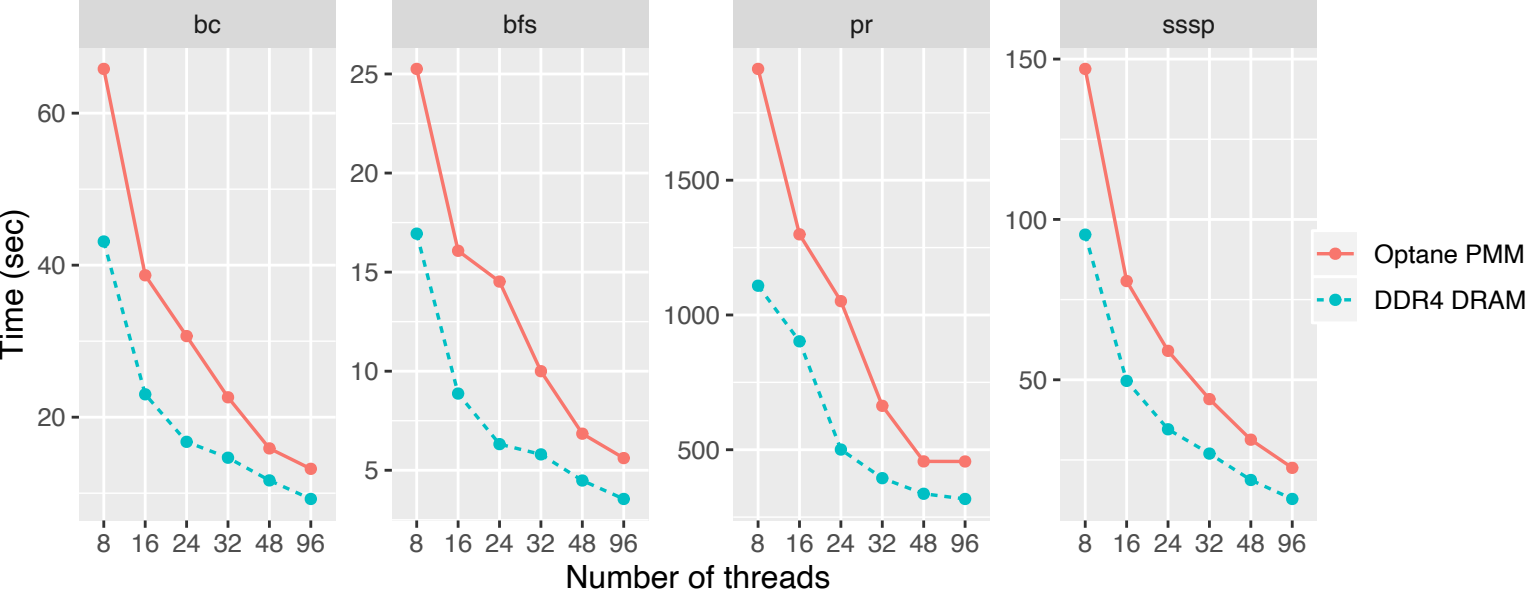 bc
bfs
pr
sssp
Time (sec)
60
40
20
8 16 24 32 48 96
25
20
15
10
5
8 16 24 32 48 96
1500
1000
500
8 16 24 32 48 96
150
100
50
8 16 24 32 48 96
Number of threads
Optane PMM
DDR4 DRAM